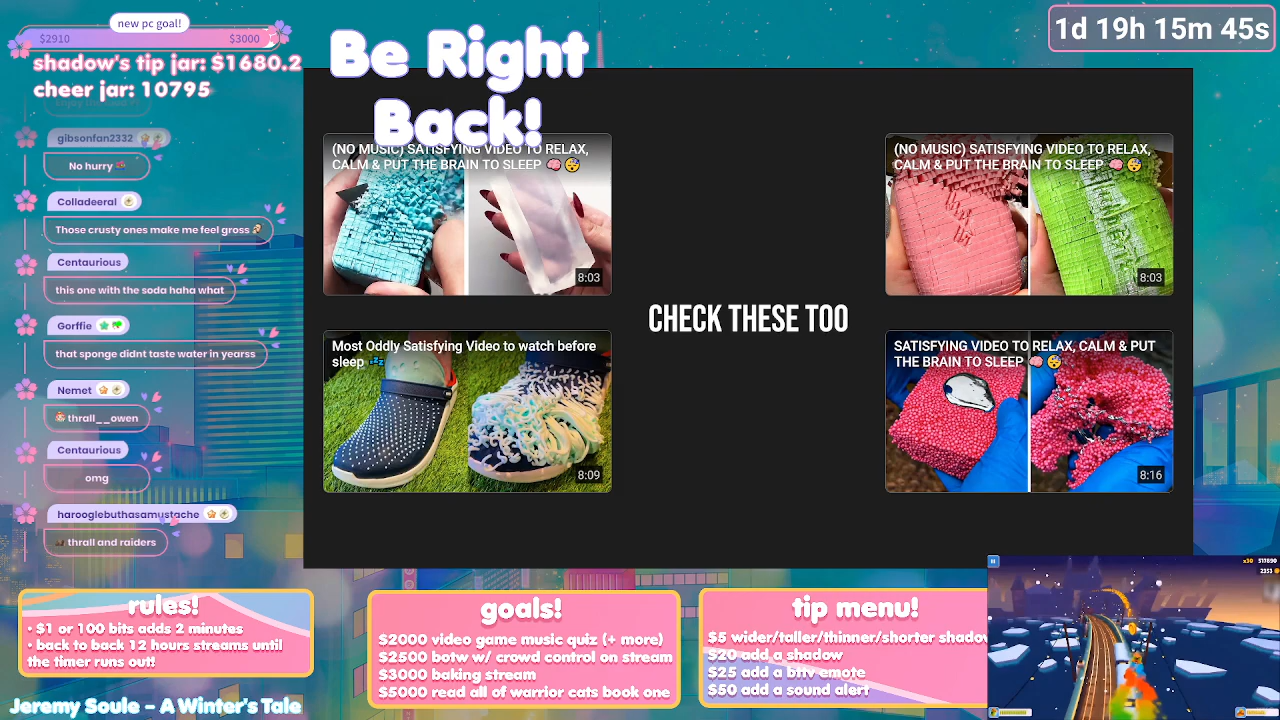 new pc goal!
$2910
$3000
shadow's tip jar: $1680.2
cheer jar: 10795
gibsonfan2332
No hurry
Colladeeral
Those crusty ones make me feel gross
Centaurious
this one with the soda haha what
Gorffie
that sponge didnt taste water in yearss
Nemet
thrall__owen
Centaurious
omg
harooglebuthasamustache
thrall and raiders
Be Right
Back!
1d 19h 15m 45s
(NO MUSIC) SATISFYING VIDEO TO RELAX,
CALM & PUT THE BRAIN TO SLEEP 🧠 😴
8:03
(NO MUSIC) SATISFYING VIDEO TO RELAX,
CALM & PUT THE BRAIN TO SLEEP 🧠 😴
8:03
CHECK THESE TOO
Most Oddly Satisfying Video to watch before
sleep 💤
8:09
SATISFYING VIDEO TO RELAX, CALM & PUT
THE BRAIN TO SLEEP 🧠 😴
8:16
rules!
• $1 or 100 bits adds 2 minutes
• back to back 12 hours streams until
the timer runs out!
goals!
$2000 video game music quiz (+ more)
$2500 botw w/ crowd control on stream
$3000 baking stream
$5000 read all of warrior cats book one
tip menu!
$5 wider/taller/thinner/shorter shadow
$20 add a shadow
$25 add a bttv emote
$50 add a sound alert
x30 517890
2353
Jeremy Soule - A Winter's Tale